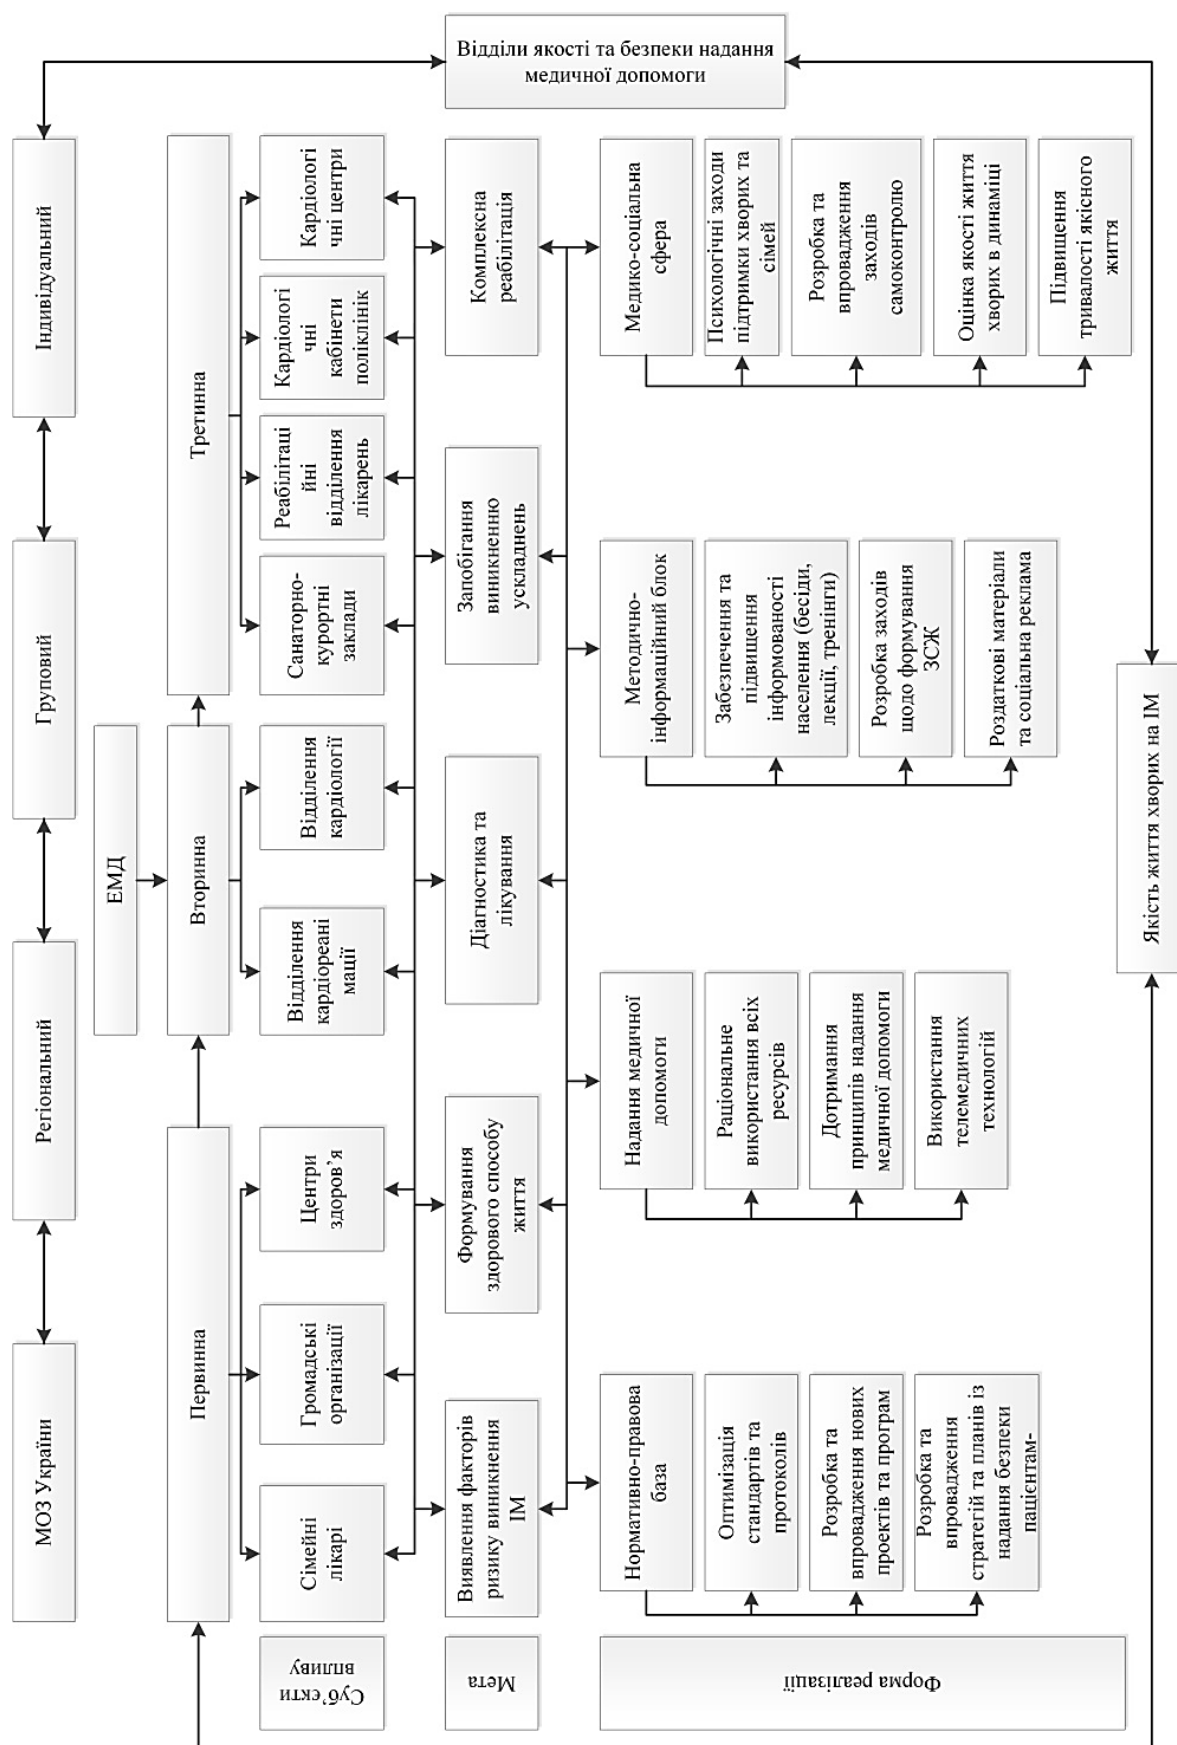 МОЗ України
Регіональний
Груповий
Індивідуальний
Відділи якості та безпеки надання
медичної допомоги
ЕМД
Первинна
Вторинна
Третинна
Суб’єкти
впливу
Сімейні
лікарі
Громадські
організації
Центри
здоров’я
Відділення
кардіореані
мації
Відділення
кардіології
Санаторно-
курортні
заклади
Реабілітаці
йні
відділення
лікарень
Кардіологі
чні
кабінети
поліклінік
Кардіологі
чні центри
Мета
Виявлення факторів
ризику виникнення
ІМ
Формування
здорового способу
життя
Діагностика та
лікування
Запобігання
виникненню
ускладнень
Комплексна
реабілітація
Форма реалізації
Нормативно-правова
база
Оптимізація
стандартів та
протоколів
Розробка та
впровадження нових
проектів та програм
Розробка та
впровадження
стратегій та планів із
надання безпеки
пацієнтам-
Надання медичної
допомоги
Раціональне
використання всіх
ресурсів
Дотримання
принципів надання
медичної допомоги
Використання
телемедичних
технологій
Методично-
інформаційний блок
Забезпечення та
підвищення
інформованості
населення (бесіди,
лекції, тренінги)
Розробка заходів
щодо формування
ЗСЖ
Роздаткові матеріали
та соціальна реклама
Медико-соціальна
сфера
Психологічні заходи
підтримки хворих та
сімей
Розробка та
впровадження
заходів
самоконтролю
Оцінка якості життя
хворих в динаміці
Підвищення
тривалості якісного
життя
Якість життя хворих на ІМ